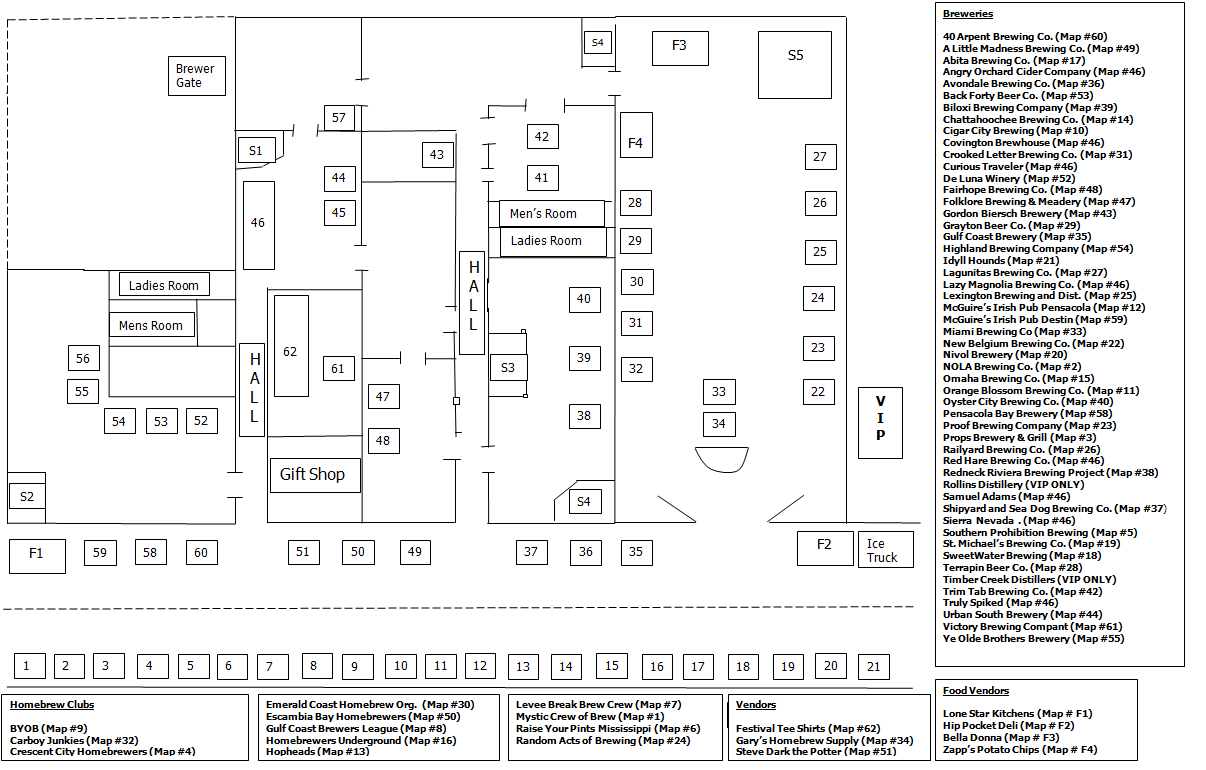 Brewer
Gate
S4
F3
S5
57
S1
43
42
F4
27
44
41
45
46
28
26
Men's Room
Ladies Room
29
25
HALL
Ladies Room
Mens Room
30
40
24
31
62
HALL
56
61
39
S3
32
23
55
47
33
22
54
53
52
48
38
34
VIP
Gift Shop
S2
S4
F1
59
58
60
51
50
49
37
36
35
F2
Ice
Truck
1
2
3
4
5
6
7
8
9
10
11
12
13
14
15
16
17
18
19
20
21
Breweries
40 Arpent Brewing Co. (Map #60)
A Little Madness Brewing Co. (Map #49)
Abita Brewing Co. (Map #17)
Angry Orchard Cider Company (Map #46)
Avondale Brewing Co. (Map #36)
Back Forty Beer Co. (Map #53)
Biloxi Brewing Company (Map #39)
Chattahoochee Brewing Co. (Map #14)
Cigar City Brewing (Map #10)
Covington Brewhouse (Map #46)
Crooked Letter Brewing Co. (Map #31)
Curious Traveler (Map #46)
De Luna Winery (Map #52)
Fairhope Brewing Co. (Map #48)
Folklore Brewing & Meadery (Map #47)
Gordon Biersch Brewery (Map #43)
Grayton Beer Co. (Map #29)
Gulf Coast Brewery (Map #35)
Highland Brewing Company (Map #54)
Idyll Hounds (Map #21)
Lagunitas Brewing Co. (Map #27)
Lazy Magnolia Brewing Co. (Map #46)
Lexington Brewing and Dist. (Map #25)
McGuire's Irish Pub Pensacola (Map #12)
McGuire's Irish Pub Destin (Map #59)
Miami Brewing Co (Map #33)
New Belgium Brewing Co. (Map #22)
Nivol Brewery (Map #20)
NOLA Brewing Co. (Map #2)
Omaha Brewing Co. (Map #15)
Orange Blossom Brewing Co. (Map #11)
Oyster City Brewing Co. (Map #40)
Pensacola Bay Brewery (Map #58)
Proof Brewing Company (Map #23)
Props Brewery & Grill (Map #3)
Railyard Brewing Co. (Map #26)
Red Hare Brewing Co. (Map #46)
Redneck Riviera Brewing Project (Map #38)
Rollins Distillery (VIP ONLY)
Samuel Adams (Map #46)
Shipyard and Sea Dog Brewing Co. (Map #37)
Sierra Nevada . (Map #46)
Southern Prohibition Brewing (Map #5)
St. Michael's Brewing Co. (Map #19)
SweetWater Brewing (Map #18)
Terrapin Beer Co. (Map #28)
Timber Creek Distillers (VIP ONLY)
Trim Tab Brewing Co. (Map #42)
Truly Spiked (Map #46)
Urban South Brewery (Map #44)
Victory Brewing Compant (Map #61)
Ye Olde Brothers Brewery (Map #55)
Homebrew Clubs
BYOB (Map #9)
Carboy Junkies (Map #32)
Crescent City Homebrewers (Map #4)
Emerald Coast Homebrew Org. (Map #30)
Escambia Bay Homebrewers (Map #50)
Gulf Coast Brewers League (Map #8)
Homebrewers Underground (Map #16)
Hopheads (Map #13)
Levee Break Brew Crew (Map #7)
Mystic Crew of Brew (Map #1)
Raise Your Pints Mississippi (Map #6)
Random Acts of Brewing (Map #24)
Vendors
Festival Tee Shirts (Map #62)
Gary's Homebrew Supply (Map #34)
Steve Dark the Potter (Map #51)
Food Vendors
Lone Star Kitchens (Map # F1)
Hip Pocket Deli (Map # F2)
Bella Donna (Map # F3)
Zapp's Potato Chips (Map # F4)